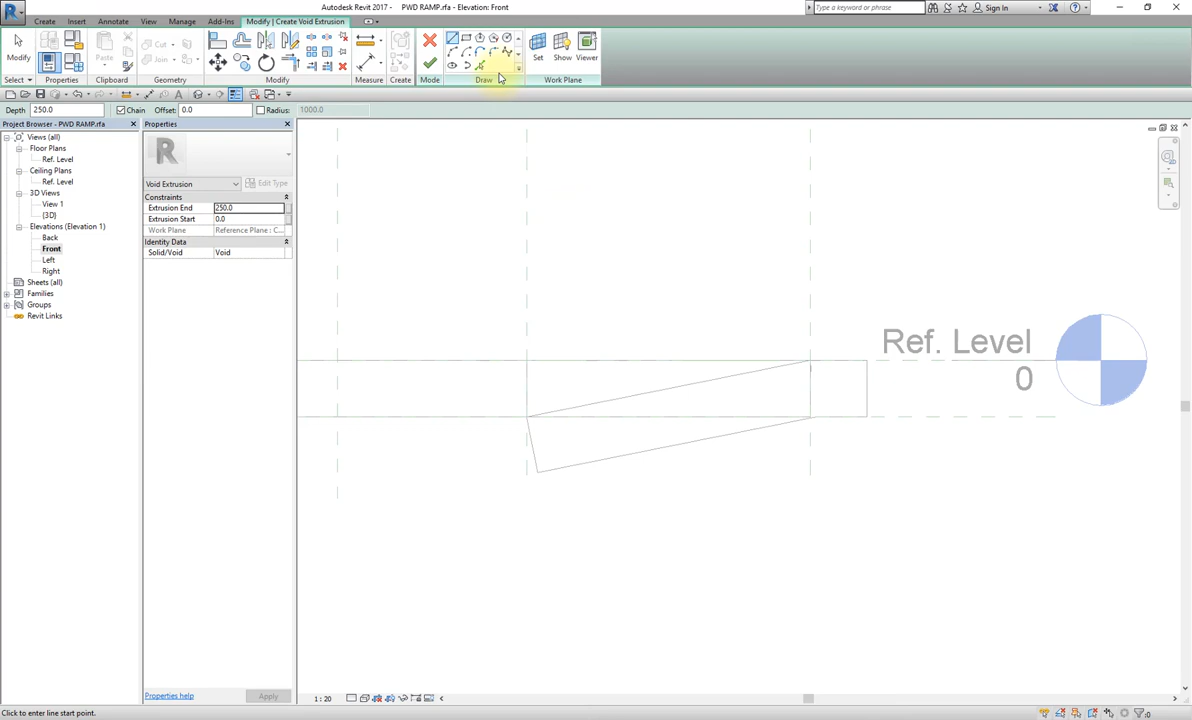 Autodesk Revit 2017 - PWD RAMP.rfa - Elevation: Front
Type a keyword or phrase
Sign In
Create Insert Annotate View Manage Add-Ins Modify | Create Void Extrusion
Modify
Paste
Cut
Join
Create
Set Show Viewer
Select Properties Clipboard Geometry Modify Measure Create Mode Draw Work Plane
Depth 250.0 Chain Offset: 0.0 Radius: 1000.0
Project Browser - PWD RAMP.rfa
Views (all)
Floor Plans
Ref. Level
Ceiling Plans
Ref. Level
3D Views
View 1
{3D}
Elevations (Elevation 1)
Back
Front
Left
Right
Sheets (all)
Families
Groups
Revit Links
Properties
Void Extrusion Edit Type
Constraints
Extrusion End 250.0
Extrusion Start 0.0
Work Plane Reference Plane : C...
Identity Data
Solid/Void Void
Properties help Apply
Ref. Level
0
1 : 20
Click to enter line start point.
:0